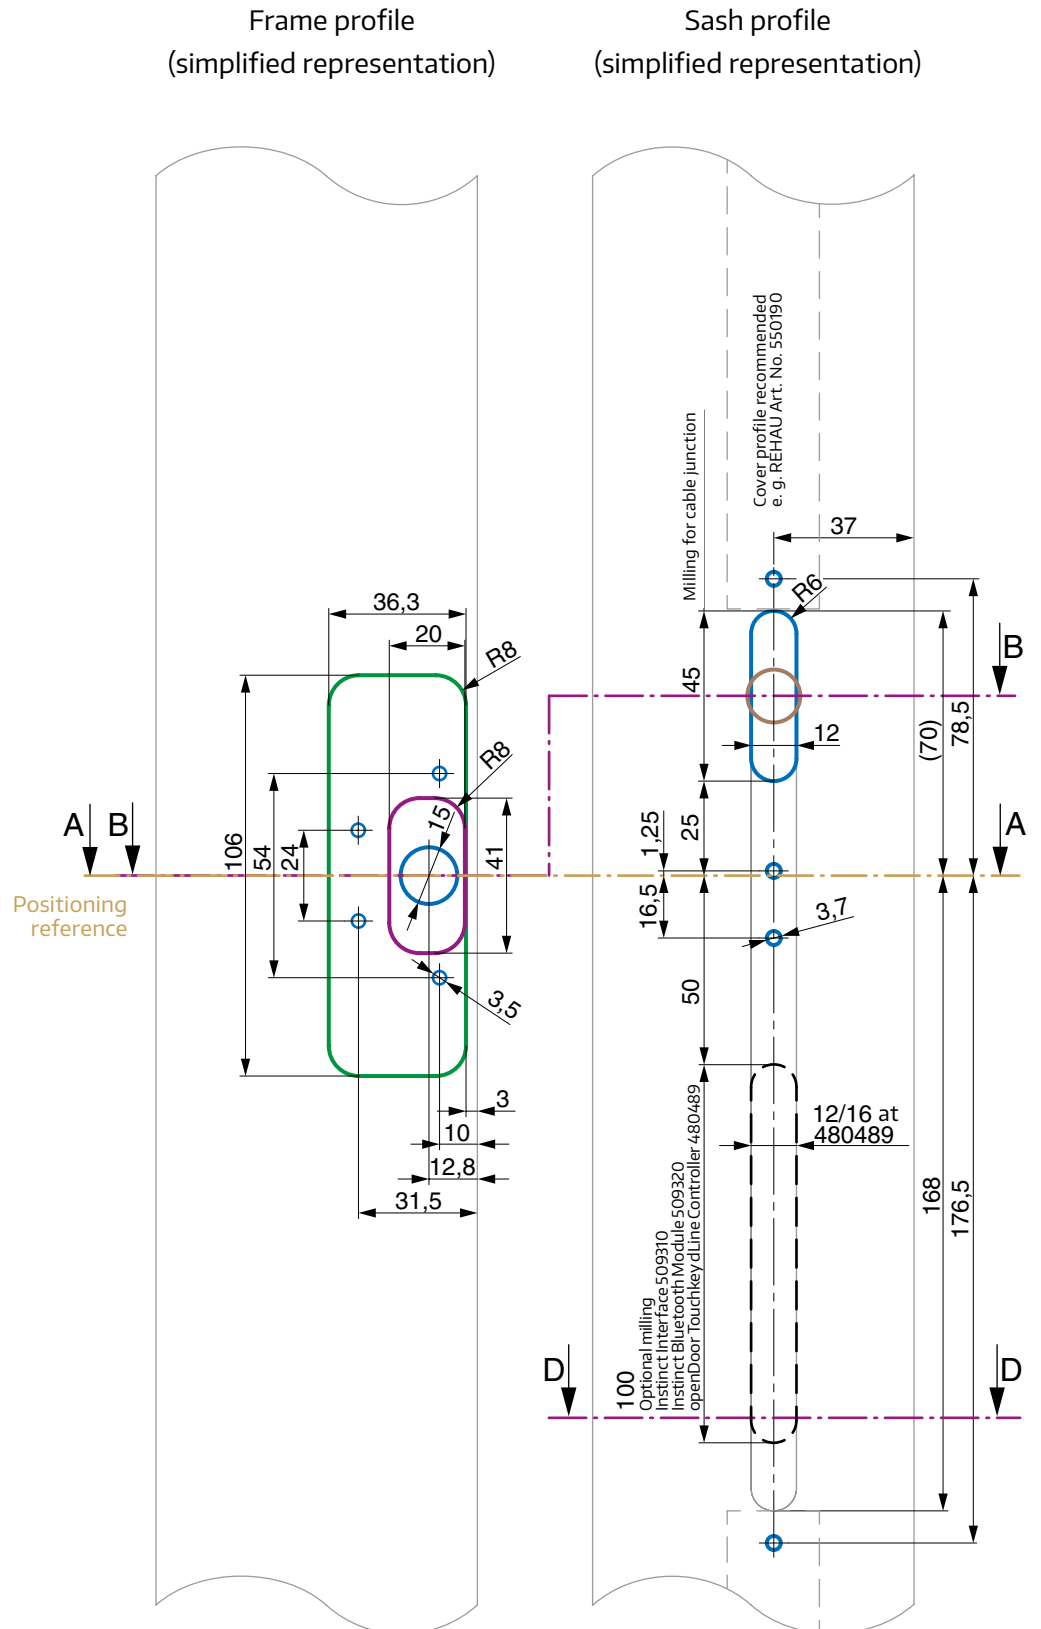 Frame profile
(simplified representation)
Sash profile
(simplified representation)
Cover profile recommended
e. g. REHAU Art. No. 550190
Milling for cable junction
37
R6
36,3
20
R8
B
45
R8
12
(70)
78,5
A
B
106
54
24
15
41
1,25
25
A
Positioning
reference
16,5
3,7
3,5
50
3
10
12,8
31,5
12/16 at
480489
168
176,5
100
Optional milling
Instinct Interface 509310
Instinct Bluetooth Module 509320
openDoor Touchkey dLine Controller 480489
D
D